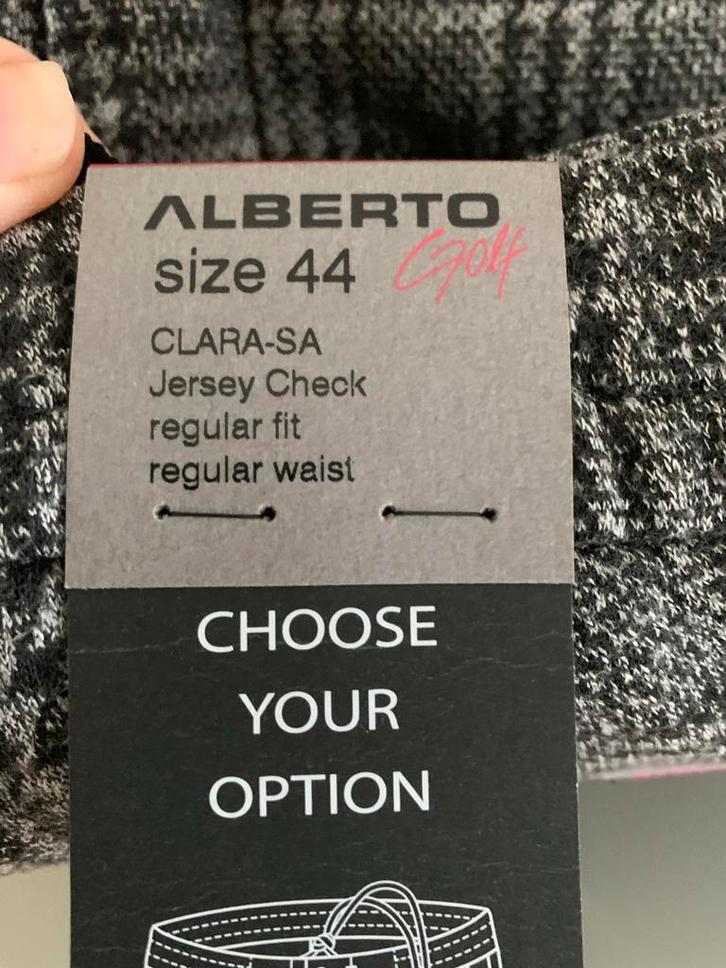 ALBERTO
size 44 Golf
CLARA-SA
Jersey Check
regular fit
regular waist
CHOOSE
YOUR
OPTION